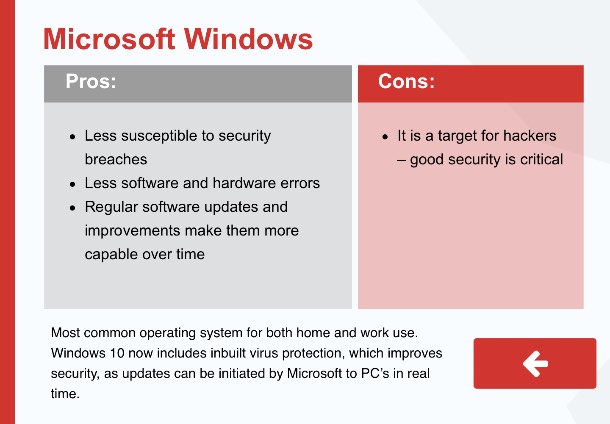 Microsoft Windows
Pros:
Cons:
• Less susceptible to security
breaches
• Less software and hardware errors
• Regular software updates and
improvements make them more
capable over time
• It is a target for hackers
– good security is critical
Most common operating system for both home and work use.
Windows 10 now includes inbuilt virus protection, which improves
security, as updates can be initiated by Microsoft to PC’s in real
time.